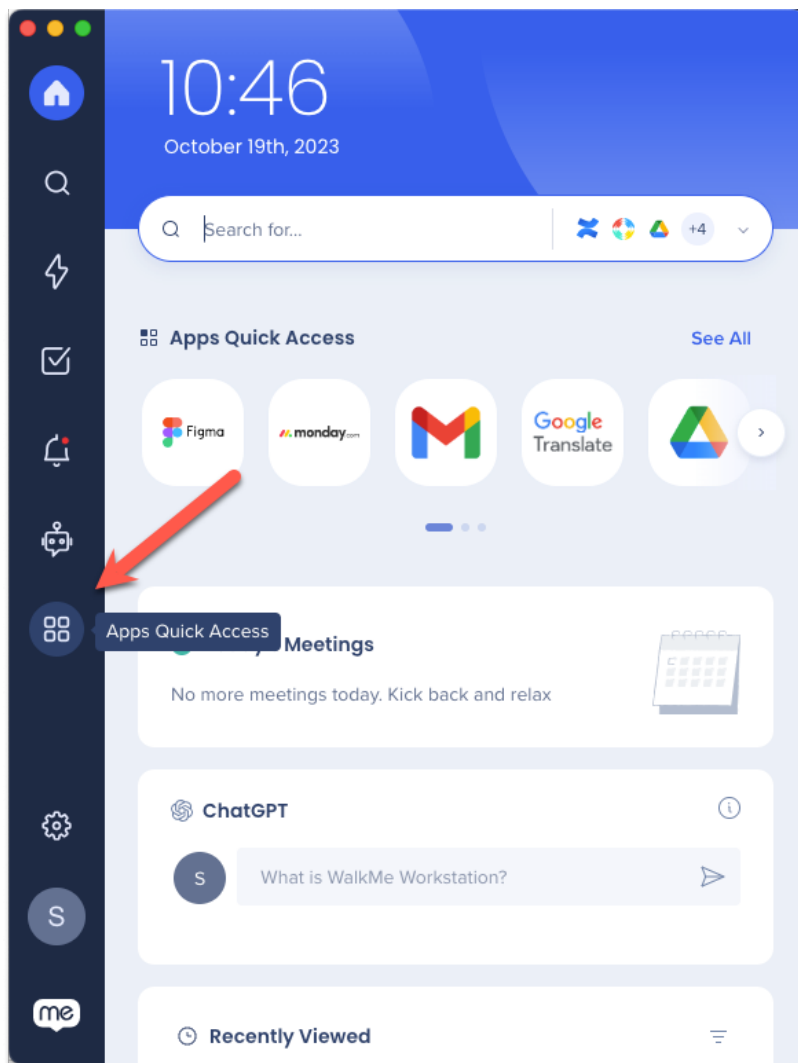 10:46
October 19th, 2023
Search for...
+4
Apps Quick Access
See All
Figma
monday.com
Google
Translate
Apps Quick Access
Meetings
No more meetings today. Kick back and relax
ChatGPT
S
What is WalkMe Workstation?
S
me
Recently Viewed